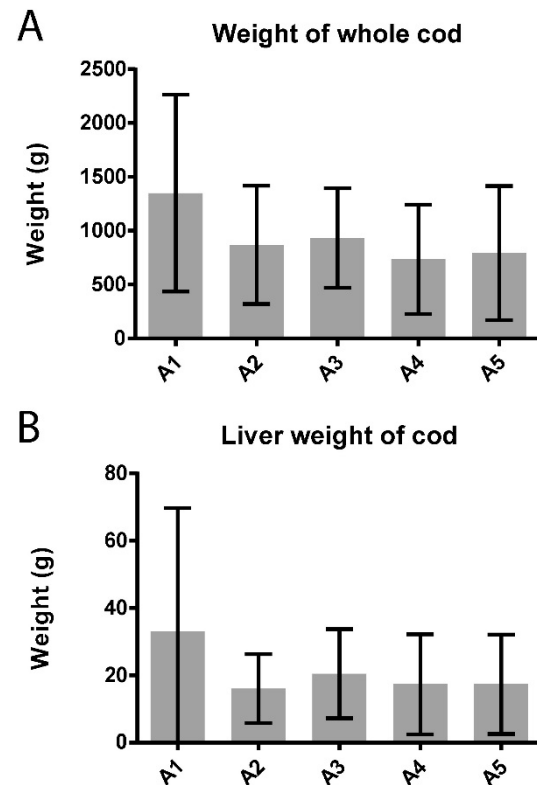 A
Weight of whole cod
2500
2000
1500
1000
500
0
Weight (g)
A1 A2 A3 A4 A5
B
Liver weight of cod
80
60
40
20
0
Weight (g)
A1 A2 A3 A4 A5